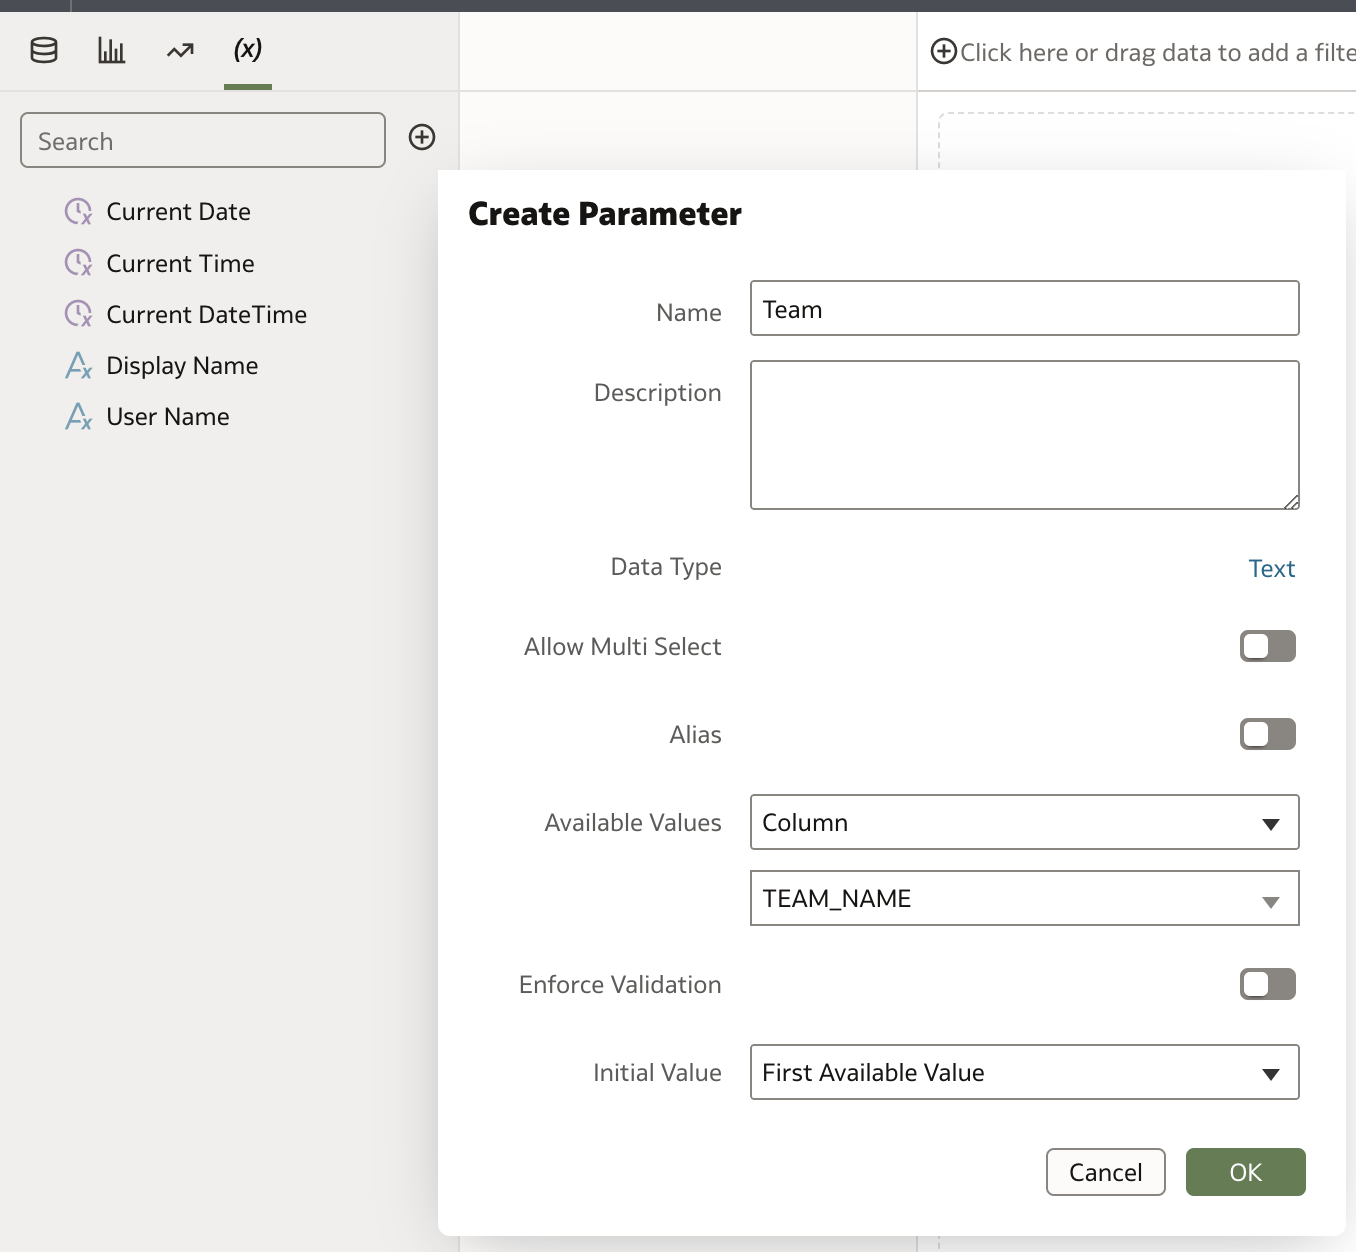 (x)
Click here or drag data to add a filte
Search
Current Date
Current Time
Current DateTime
Display Name
User Name
Create Parameter
Name
Team
Description
Data Type
Text
Allow Multi Select
Alias
Available Values
Column
TEAM_NAME
Enforce Validation
Initial Value
First Available Value
Cancel
OK